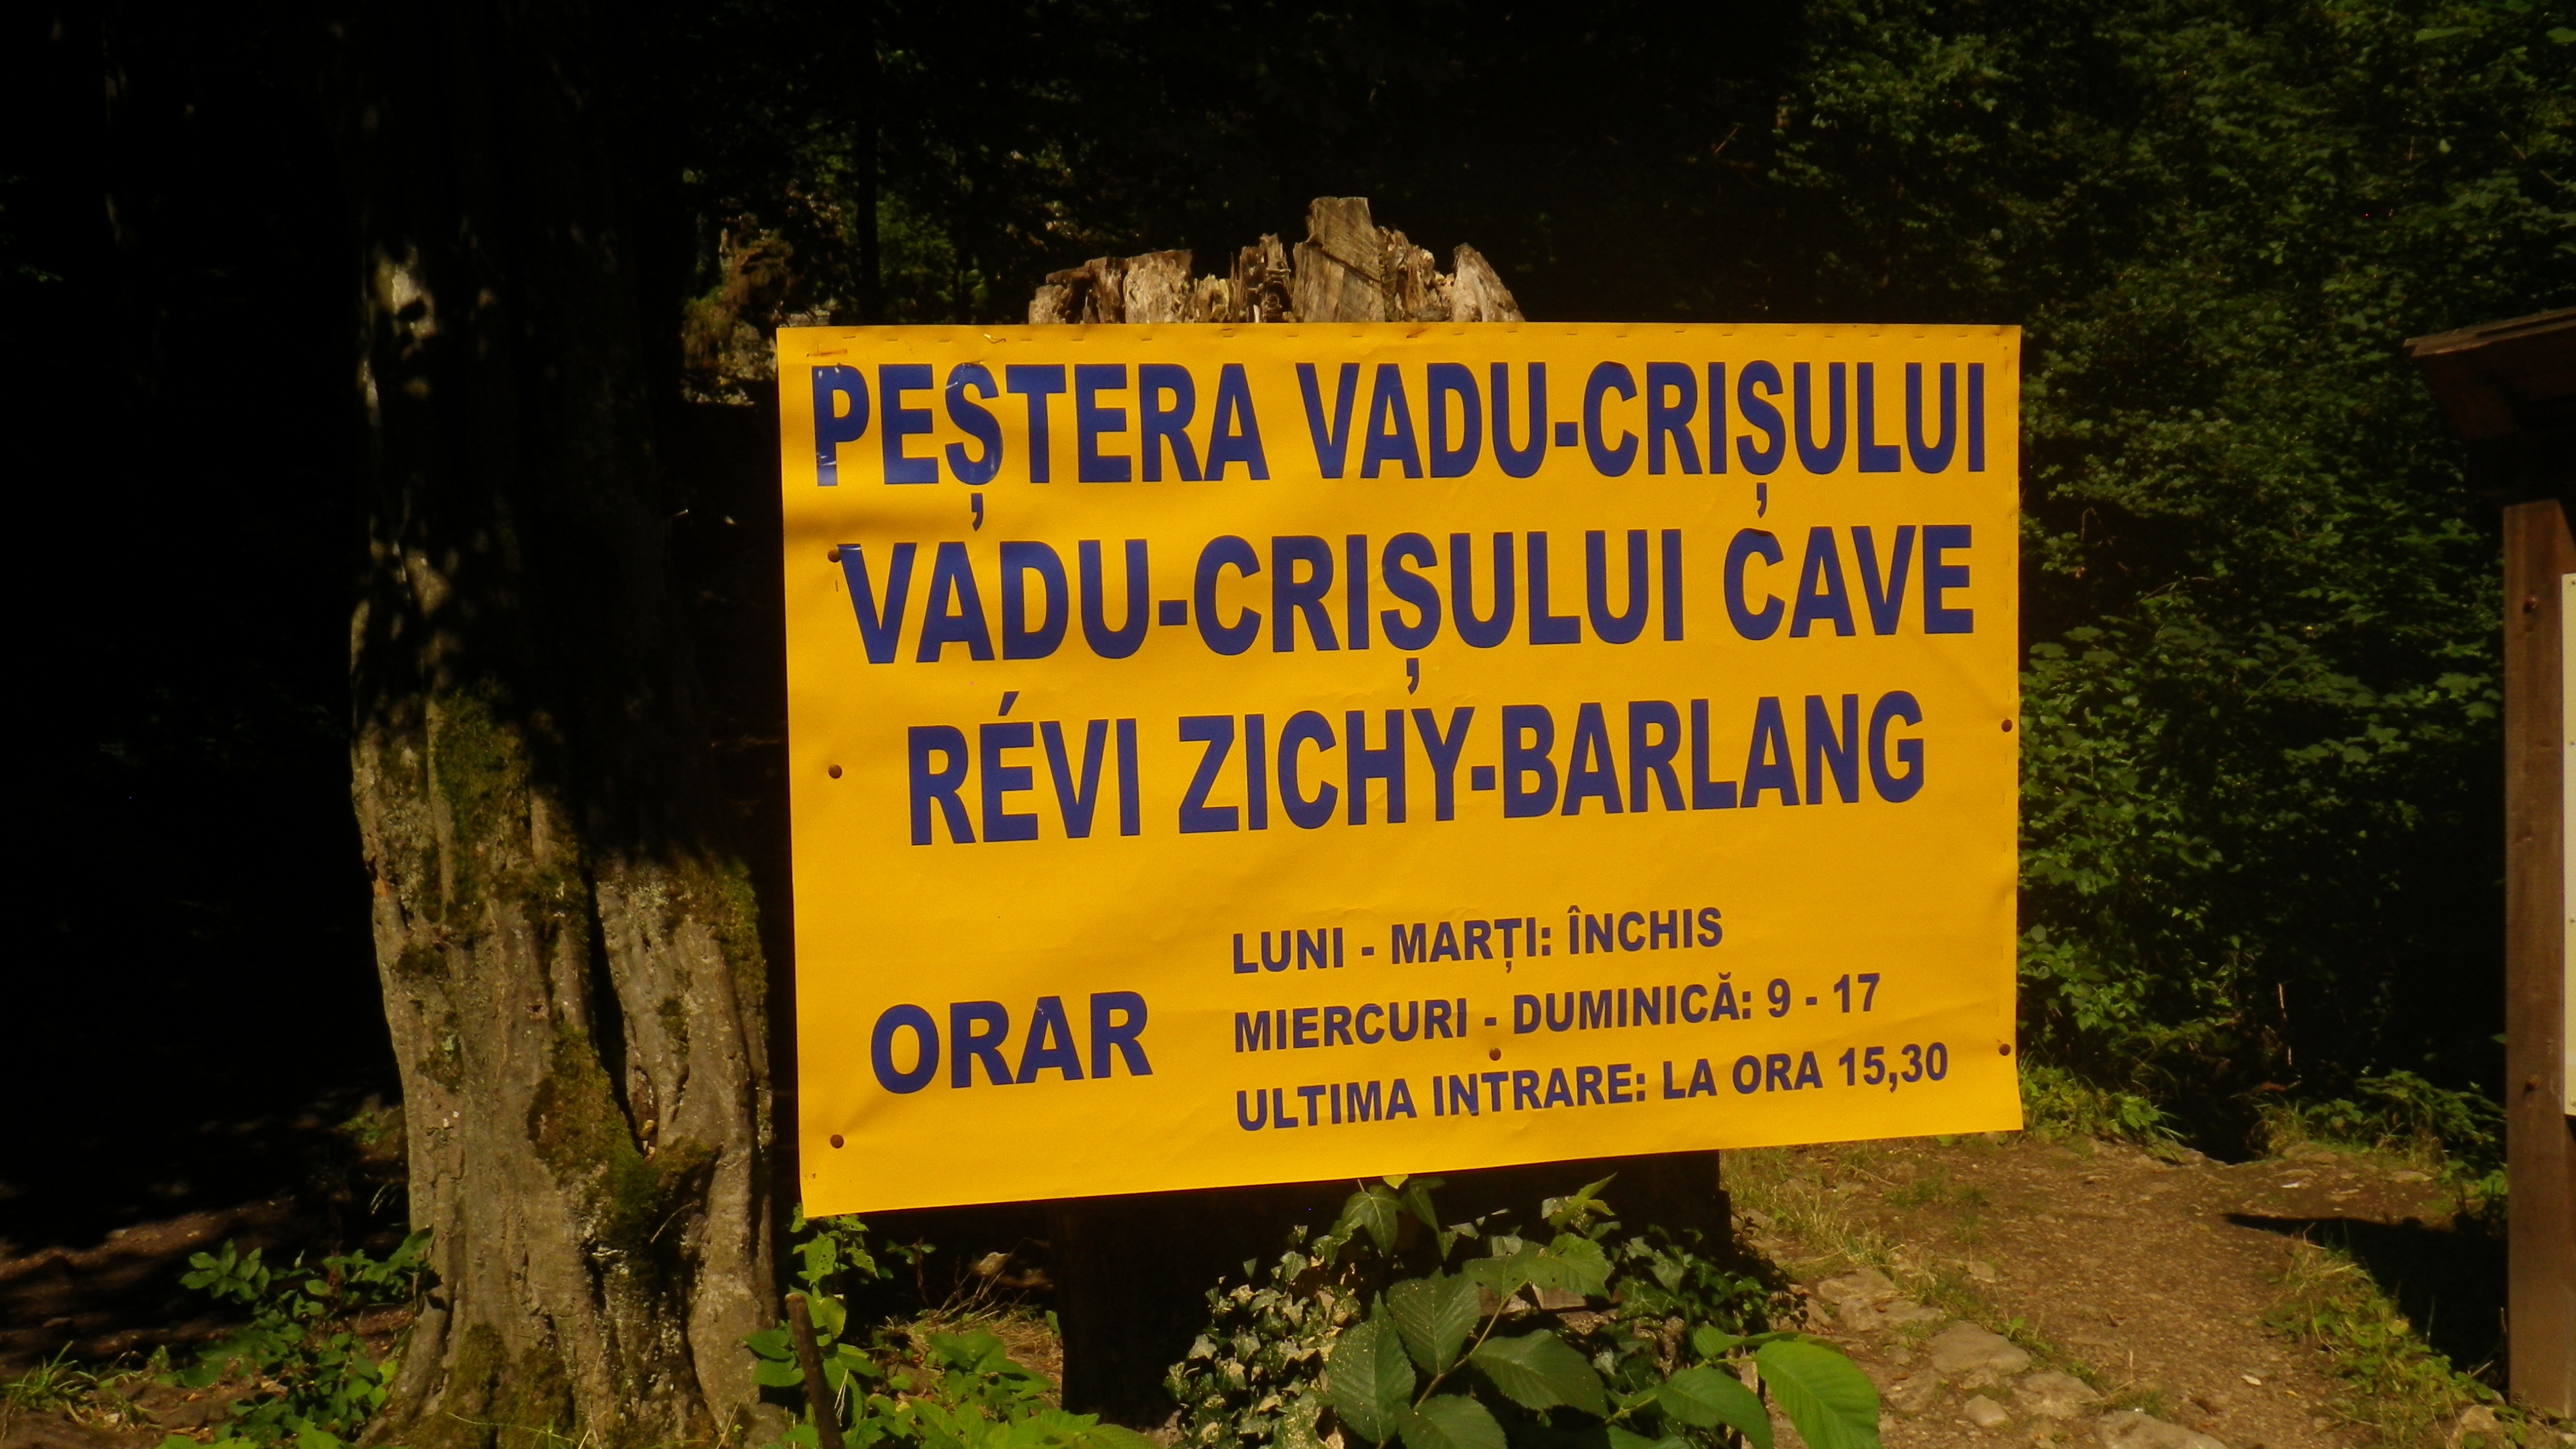 PEȘTERA VADU-CRIȘULUI
VADU-CRIȘULUI CAVE
RÉVI ZICHY-BARLANG
ORAR
LUNI - MARȚI: ÎNCHIS
MIERCURI - DUMINICĂ: 9 - 17
ULTIMA INTRARE: LA ORA 15,30